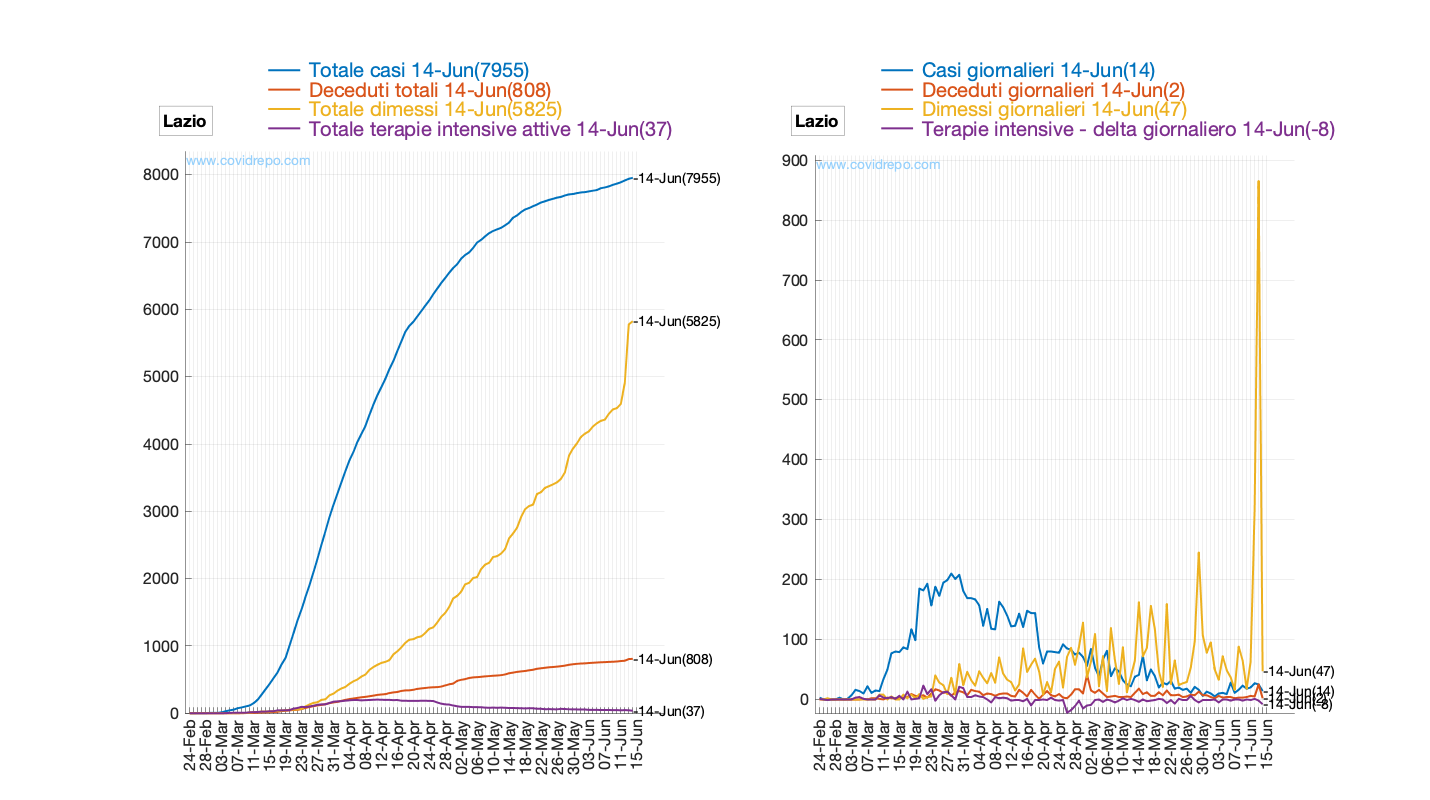 Totale casi 14-Jun(7955)
Deceduti totali 14-Jun(808)
Totale dimessi 14-Jun(5825)
Totale terapie intensive attive 14-Jun(37)
Lazio
www.covidrepo.com
8000
7000
6000
5000
4000
3000
2000
1000
0
-14-Jun(7955)
-14-Jun(5825)
-14-Jun(808)
-14-Jun(37)
24-Feb
28-Feb
03-Mar
07-Mar
11-Mar
15-Mar
19-Mar
23-Mar
27-Mar
31-Mar
04-Apr
08-Apr
12-Apr
16-Apr
20-Apr
24-Apr
28-Apr
02-May
06-May
10-May
14-May
18-May
22-May
26-May
30-May
03-Jun
07-Jun
11-Jun
15-Jun
Casi giornalieri 14-Jun(14)
Deceduti giornalieri 14-Jun(2)
Dimessi giornalieri 14-Jun(47)
Terapie intensive - delta giornaliero 14-Jun(-8)
Lazio
www.covidrepo.com
900
800
700
600
500
400
300
200
100
0
-14-Jun(47)
-14-Jun(14)
-14-Jun(-8)
24-Feb
28-Feb
03-Mar
07-Mar
11-Mar
15-Mar
19-Mar
23-Mar
27-Mar
31-Mar
04-Apr
08-Apr
12-Apr
16-Apr
20-Apr
24-Apr
28-Apr
02-May
06-May
10-May
14-May
18-May
22-May
26-May
30-May
03-Jun
07-Jun
11-Jun
15-Jun